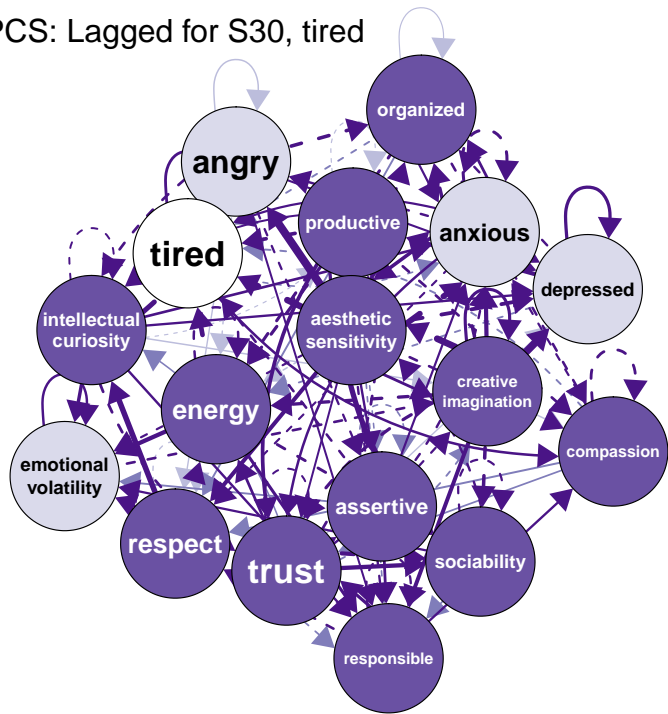 PCS: Lagged for S30, tired
organized
angry
productive
anxious
tired
depressed
intellectual
curiosity
aesthetic
sensitivity
creative
imagination
energy
compassion
emotional
volatility
assertive
respect
trust
sociability
responsible